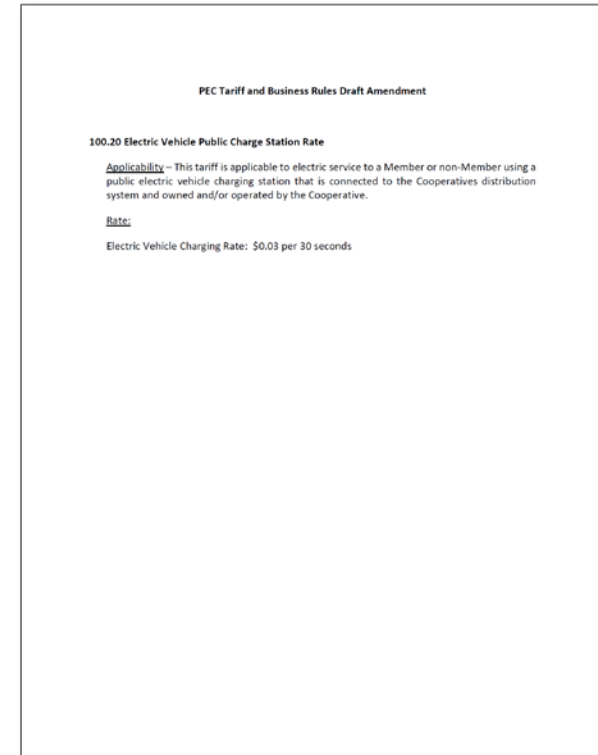 PEC Tariff and Business Rules Draft Amendment
100.20 Electric Vehicle Public Charge Station Rate
Applicability – This tariff is applicable to electric service to a Member or non-Member using a
public electric vehicle charging station that is connected to the Cooperatives distribution
system and owned and/or operated by the Cooperative.
Rate:
Electric Vehicle Charging Rate:  $0.03 per 30 seconds